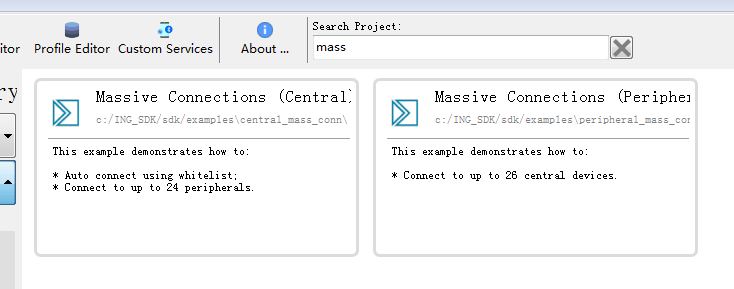 Search Project:
itor Profile Editor Custom Services About ... mass
ry
Massive Connections (Central)
c:/ING_SDK/sdk/examples\central_mass_conn\
This example demonstrates how to:
* Auto connect using whitelist;
* Connect to up to 24 peripherals.
Massive Connections (Peripher
c:/ING_SDK/sdk/examples\peripheral_mass_cor
This example demonstrates how to:
* Connect to up to 26 central devices.